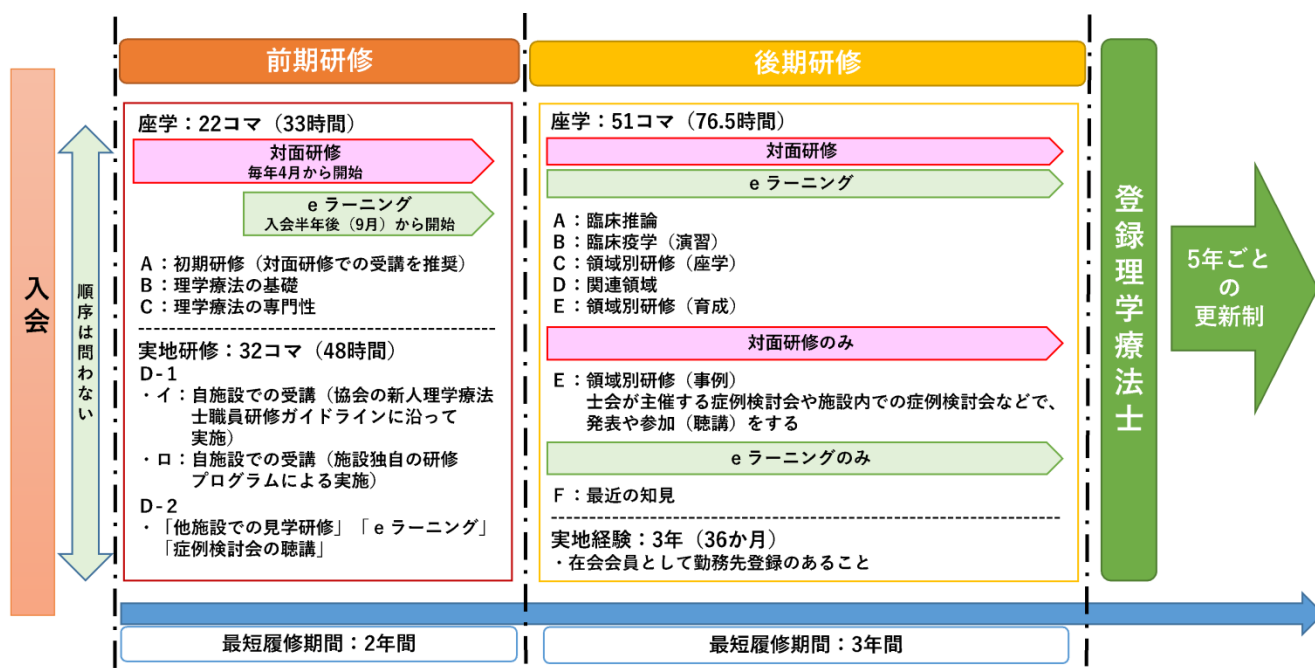 入会
順序は問わない
前期研修
座学：22コマ（33時間）
対面研修
毎年4月から開始
e ラーニング
入会半年後（9月）から開始
A：初期研修（対面研修での受講を推奨）
B：理学療法の基礎
C：理学療法の専門性
実地研修：32コマ（48時間）
D-1
・イ：自施設での受講（協会の新人理学療法
士職員研修ガイドラインに沿って
実施）
・ロ：自施設での受講（施設独自の研修
プログラムによる実施）
D-2
・「他施設での見学研修」「e ラーニング」
「症例検討会の聴講」
最短履修期間：2年間
後期研修
座学：51コマ（76.5時間）
対面研修
e ラーニング
A：臨床推論
B：臨床疫学（演習）
C：領域別研修（座学）
D：関連領域
E：領域別研修（育成）
対面研修のみ
E：領域別研修（事例）
士会が主催する症例検討会や施設内での症例検討会などで、
発表や参加（聴講）をする
e ラーニングのみ
F：最近の知見
実地経験：3年（36か月）
・在会会員として勤務先登録のあること
最短履修期間：3年間
登録理学療法士
5年ごと
の
更新制